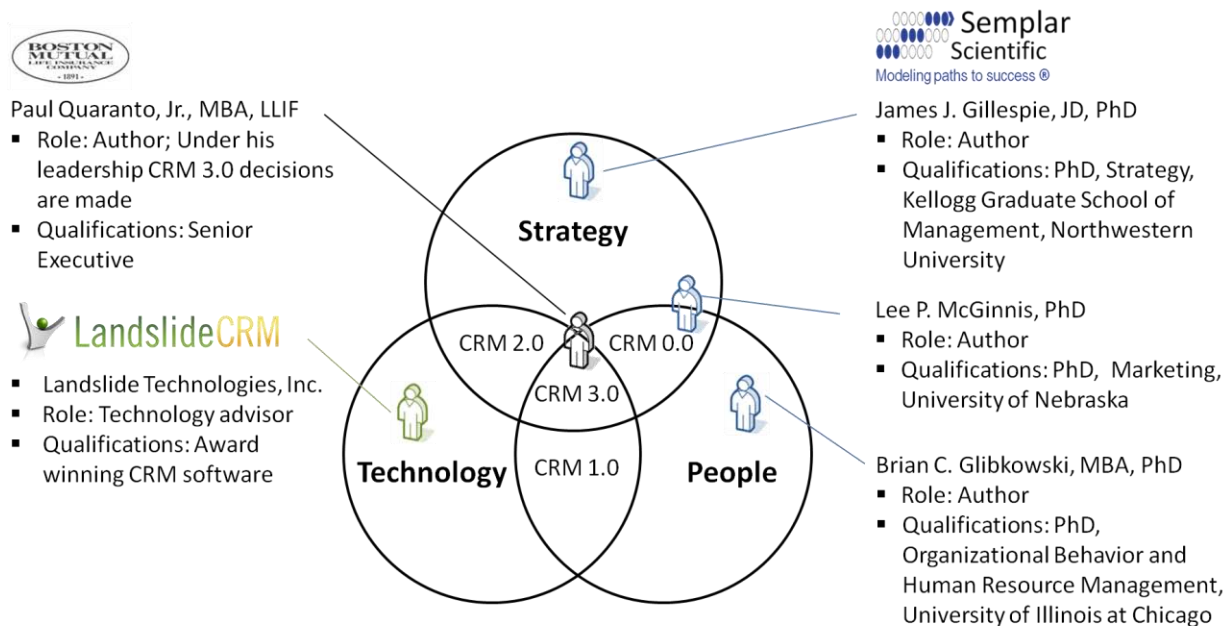 BOSTON
MUTUAL
LIFE INSURANCE
COMPANY
- 1891 -
Paul Quaranto, Jr., MBA, LLIF
▪ Role: Author; Under his
leadership CRM 3.0 decisions
are made
▪ Qualifications: Senior
Executive
LandslideCRM
▪ Landslide Technologies, Inc.
▪ Role: Technology advisor
▪ Qualifications: Award
winning CRM software
Strategy
CRM 2.0
CRM 0.0
CRM 3.0
Technology
CRM 1.0
People
Semplar
Scientific
Modeling paths to success ®
James J. Gillespie, JD, PhD
▪ Role: Author
▪ Qualifications: PhD, Strategy,
Kellogg Graduate School of
Management, Northwestern
University
Lee P. McGinnis, PhD
▪ Role: Author
▪ Qualifications: PhD, Marketing,
University of Nebraska
Brian C. Glibkowski, MBA, PhD
▪ Role: Author
▪ Qualifications: PhD,
Organizational Behavior and
Human Resource Management,
University of Illinois at Chicago